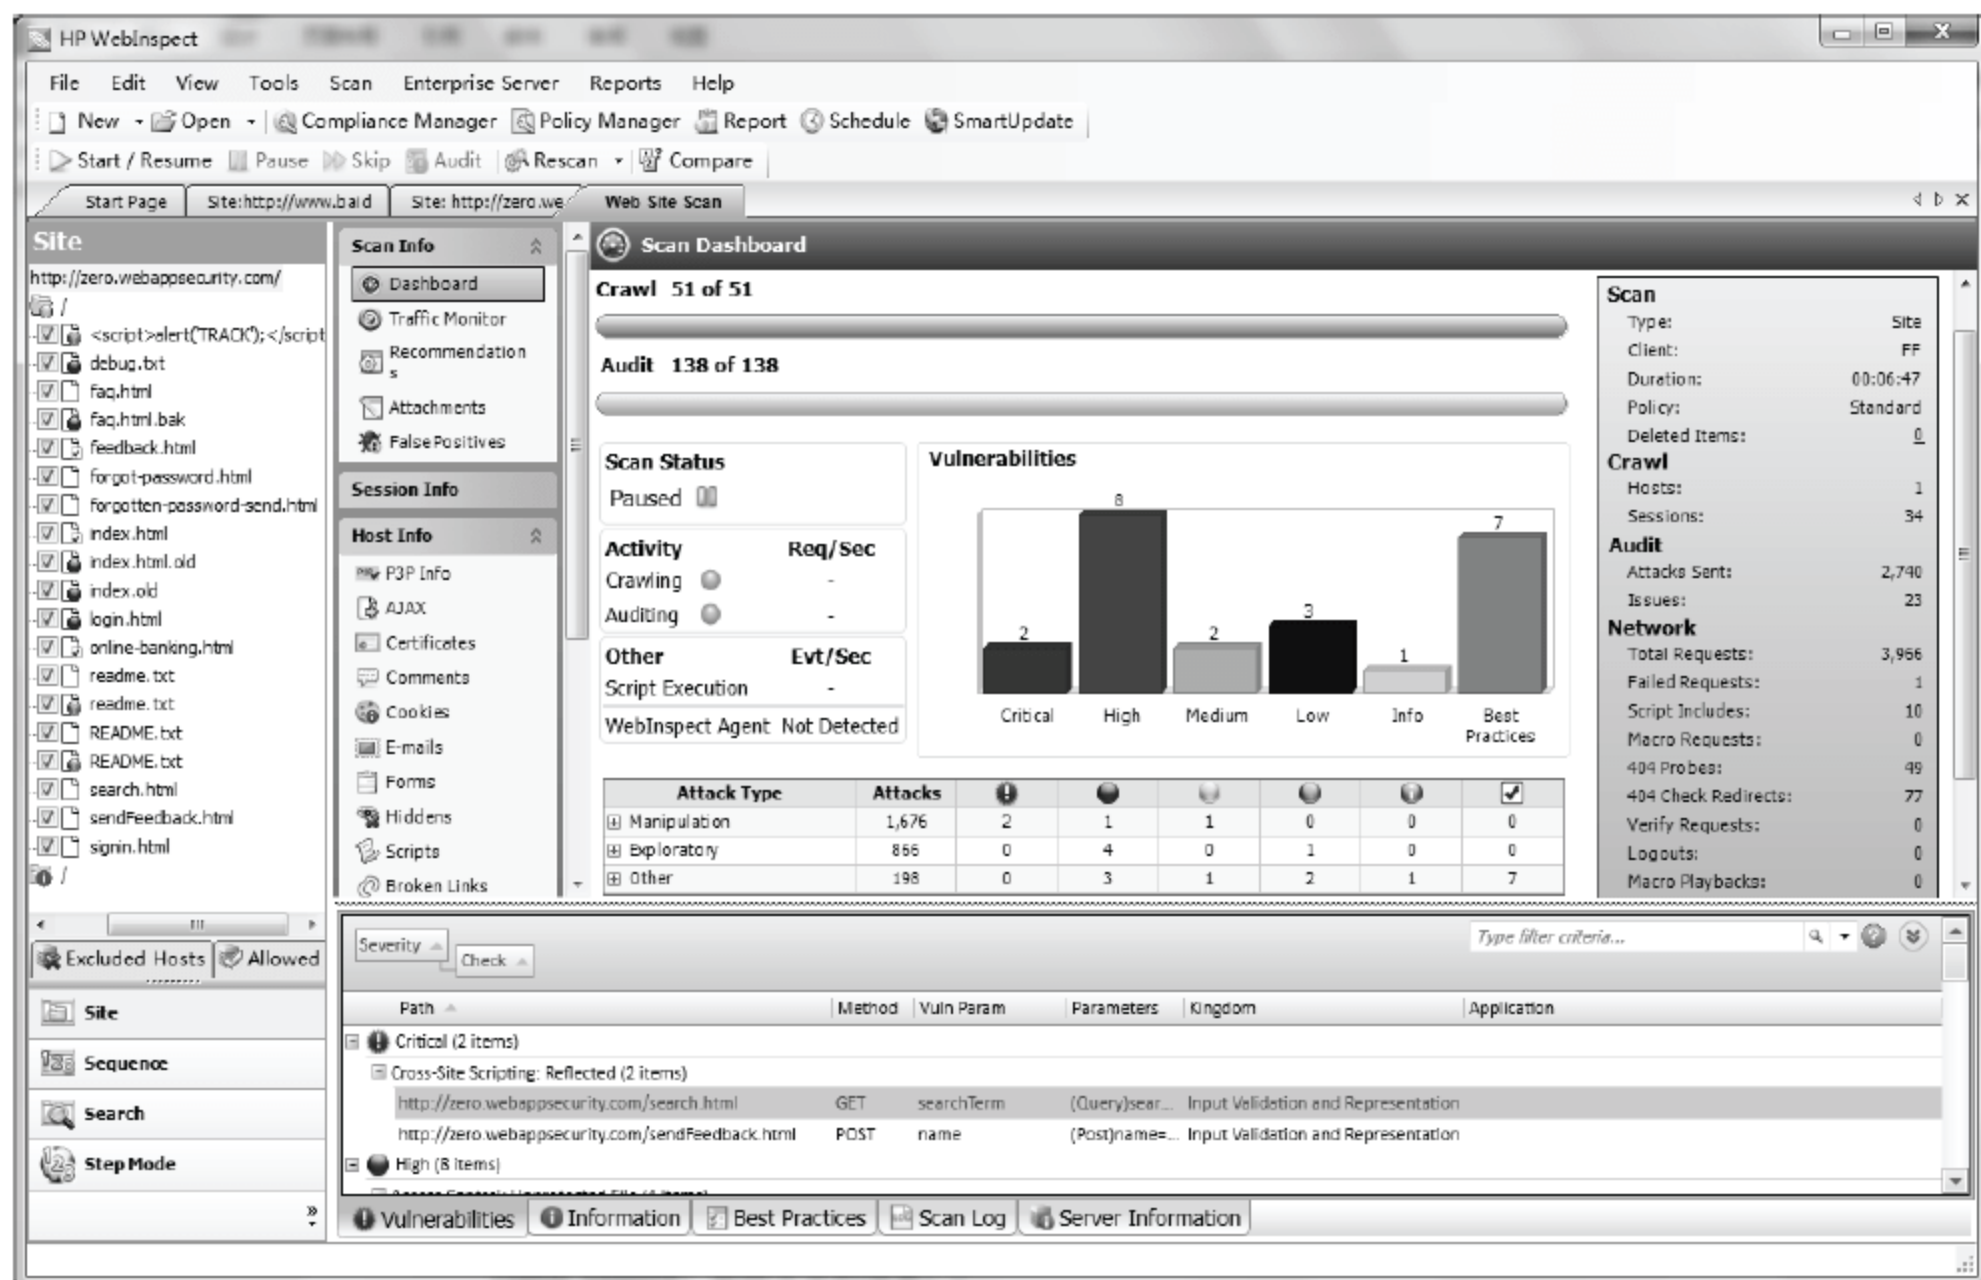 HP WebInspect
File Edit View Tools Scan Enterprise Server Reports Help
New Open Compliance Manager Policy Manager Report Schedule SmartUpdate
Start / Resume Pause Skip Audit Rescan Compare
Start Page Site:http://www.baid Site: http://zero.we Web Site Scan
Site
http://zero.webappsecurity.com/
/
<script>alert('TRACK');</script
debug.txt
faq.html
faq.html.bak
feedback.html
forgot-password.html
forgotten-password-send.html
index.html
index.html.old
index.old
login.html
online-banking.html
readme.txt
readme.txt
README.txt
README.txt
search.html
sendFeedback.html
signin.html
/
Excluded Hosts Allowed
Site
Sequence
Search
Step Mode
Scan Info
Dashboard
Traffic Monitor
Recommendation
s
Attachments
False Positives
Session Info
Host Info
P3P Info
AJAX
Certificates
Comments
Cookies
E-mails
Forms
Hiddens
Scripts
Broken Links
Scan Dashboard
Crawl 51 of 51
Audit 138 of 138
Scan Status
Paused
Activity Req/Sec
Crawling -
Auditing -
Other Evt/Sec
Script Execution -
WebInspect Agent Not Detected
Vulnerabilities
2 8 2 3 1 7
Critical High Medium Low Info Best
Practices
Attack Type Attacks
Manipulation 1,676 2 1 1 0 0 0
Exploratory 866 0 4 0 1 0 0
Other 198 0 3 1 2 1 7
Scan
Type: Site
Client: FF
Duration: 00:06:47
Policy: Standard
Deleted Items: 0
Crawl
Hosts: 1
Sessions: 34
Audit
Attacks Sent: 2,740
Issues: 23
Network
Total Requests: 3,966
Failed Requests: 1
Script Includes: 10
Macro Requests: 0
404 Probes: 49
404 Check Redirects: 77
Verify Requests: 0
Logouts: 0
Macro Playbacks: 0
Severity
Check
Type filter criteria...
Path Method Vuln Param Parameters Kingdom Application
Critical (2 items)
Cross-Site Scripting: Reflected (2 items)
http://zero.webappsecurity.com/search.html GET searchTerm (Query)sear... Input Validation and Representation
http://zero.webappsecurity.com/sendFeedback.html POST name (Post)name=... Input Validation and Representation
High (8 items)
Vulnerabilities Information Best Practices Scan Log Server Information